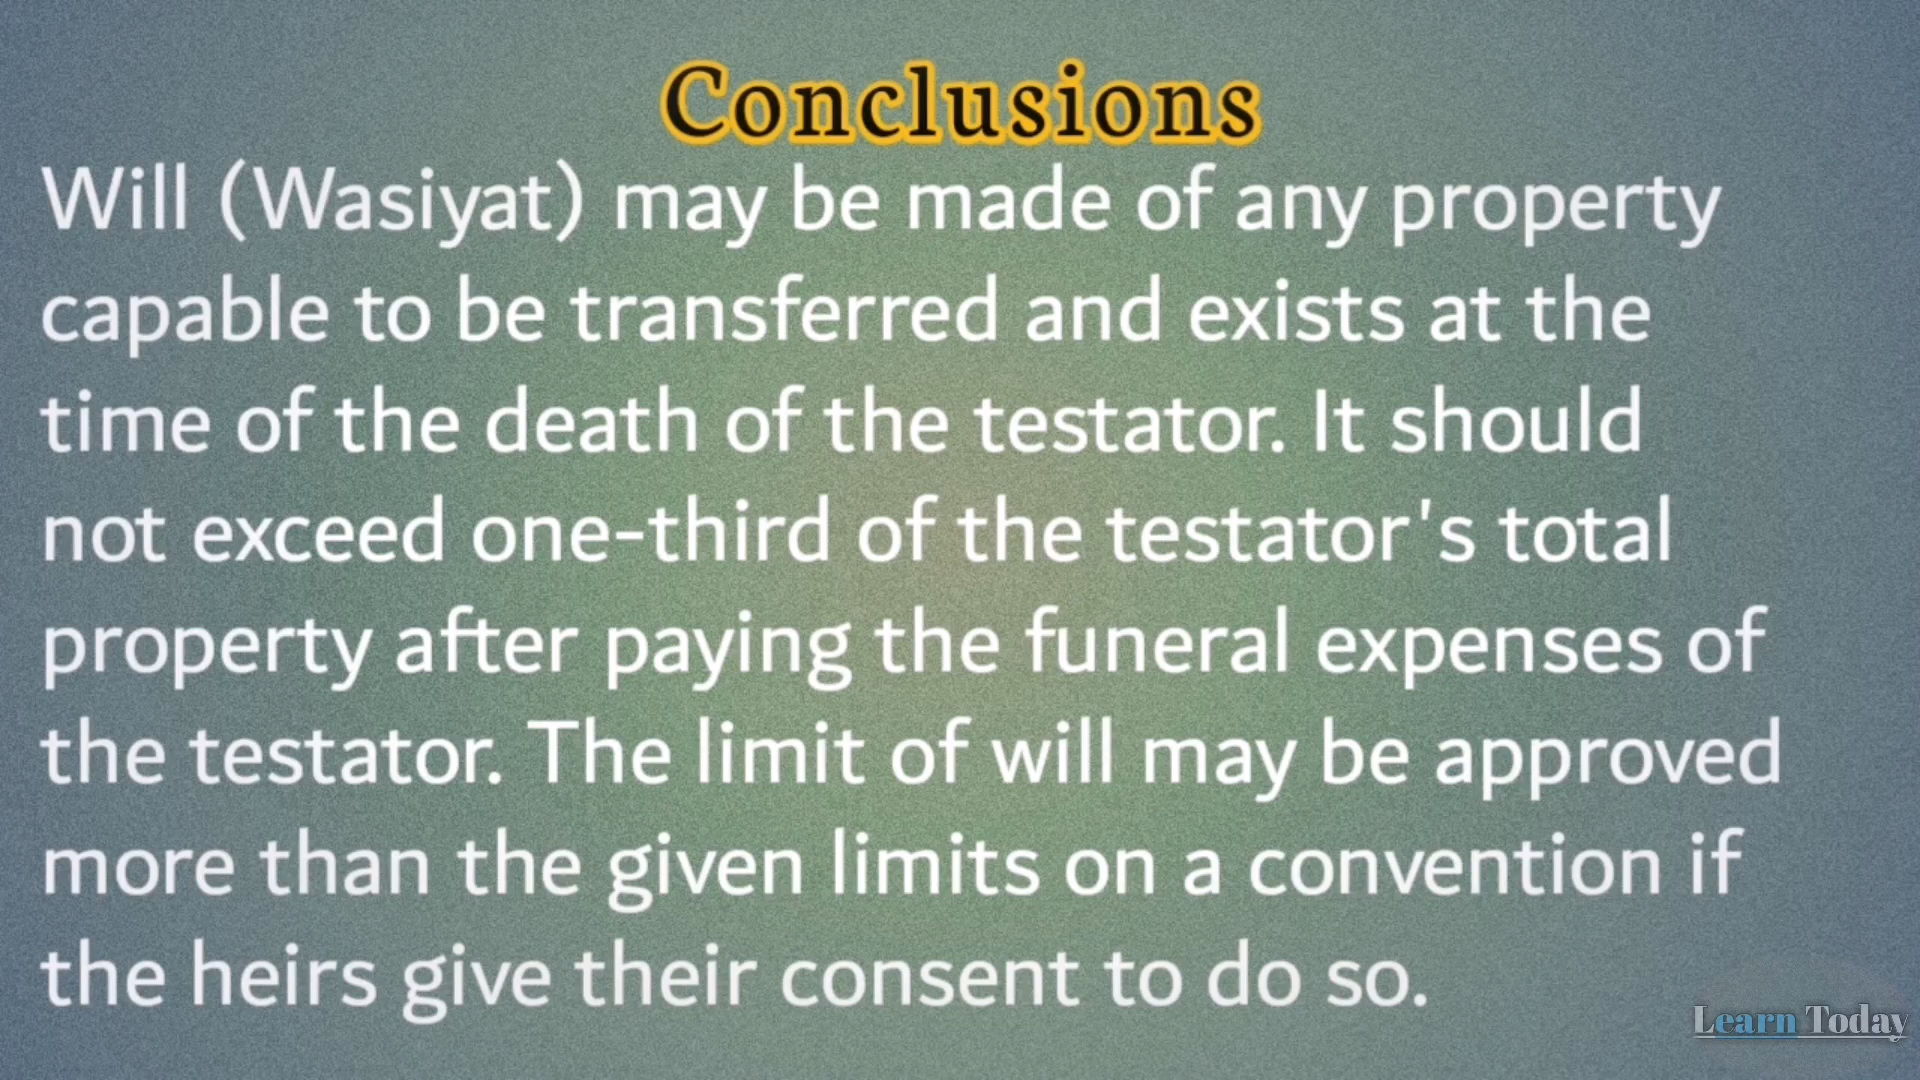 Conclusions
Will (Wasiyat) may be made of any property
capable to be transferred and exists at the
time of the death of the testator. It should
not exceed one-third of the testator's total
property after paying the funeral expenses of
the testator. The limit of will may be approved
more than the given limits on a convention if
the heirs give their consent to do so.
Learn Today